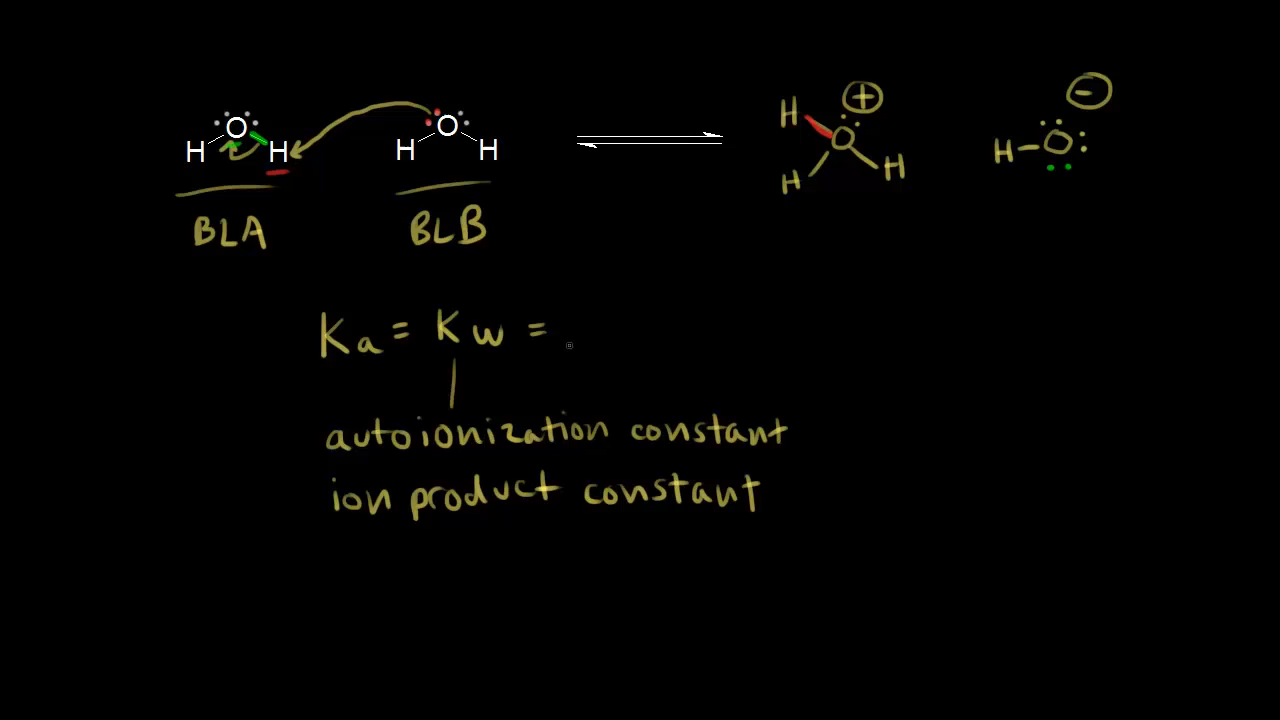 H O H
H O H
H O H H +
H - O -
BLA
BLB
Ka = Kw =
autoionization constant
ion product constant